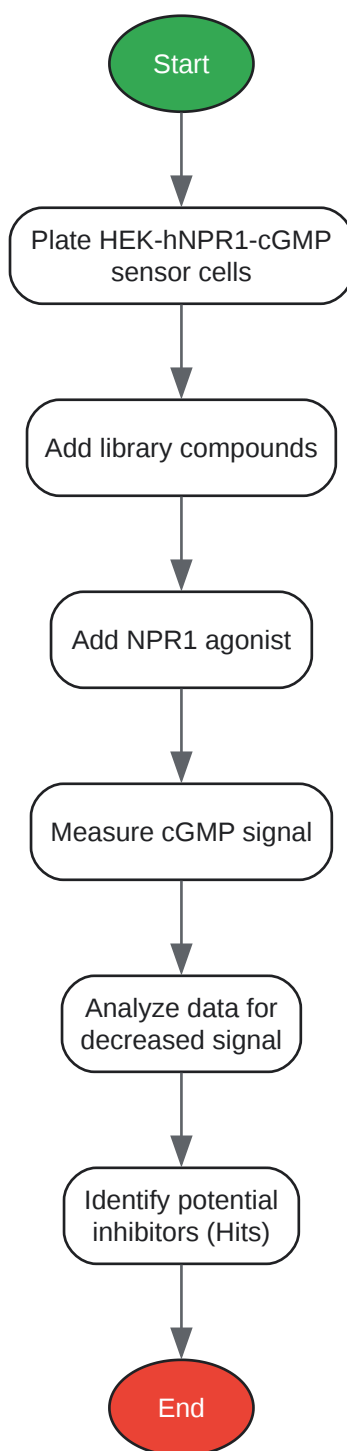 Start
Plate HEK-hNPR1-cGMP
sensor cells
Add library compounds
Add NPR1 agonist
Measure cGMP signal
Analyze data for
decreased signal
Identify potential
inhibitors (Hits)
End